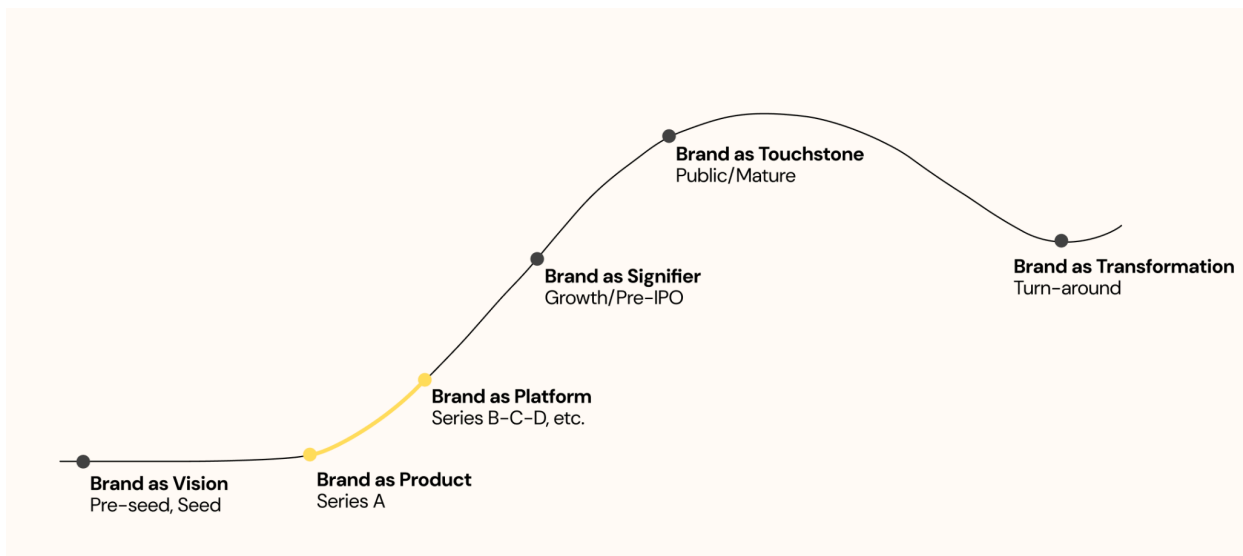 Brand as Touchstone
Public/Mature
Brand as Transformation
Turn-around
Brand as Signifier
Growth/Pre-IPO
Brand as Platform
Series B-C-D, etc.
Brand as Vision
Pre-seed, Seed
Brand as Product
Series A